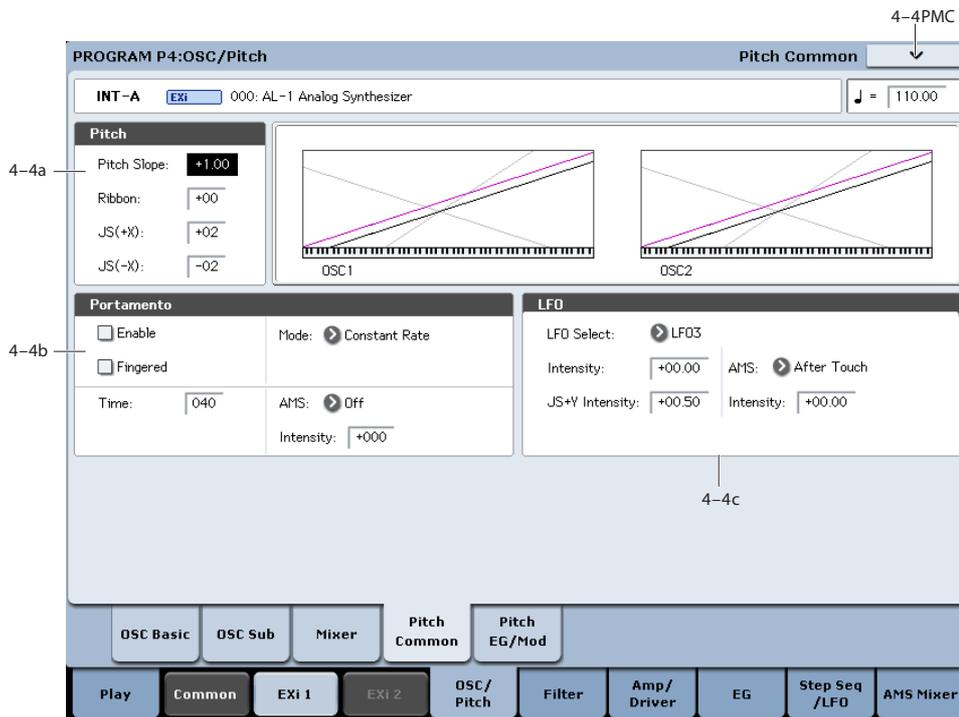 4-4PMC
PROGRAM P4:OSC/Pitch
Pitch Common
INT-A
EXi
000: AL-1 Analog Synthesizer
♩ = 110.00
Pitch
4-4a
Pitch Slope: +1.00
Ribbon: +00
JS(+X): +02
JS(-X): -02
OSC1
OSC2
Portamento
4-4b
Enable
Fingered
Mode: Constant Rate
Time: 040
AMS: Off
Intensity: +000
LFO
LFO Select: LFO3
Intensity: +00.00
AMS: After Touch
JS+Y Intensity: +00.50
Intensity: +00.00
4-4c
OSC Basic
OSC Sub
Mixer
Pitch
Common
Pitch
EG/Mod
Play
Common
EXi 1
EXi 2
OSC/
Pitch
Filter
Amp/
Driver
EG
Step Seq
/LFO
AMS Mixer